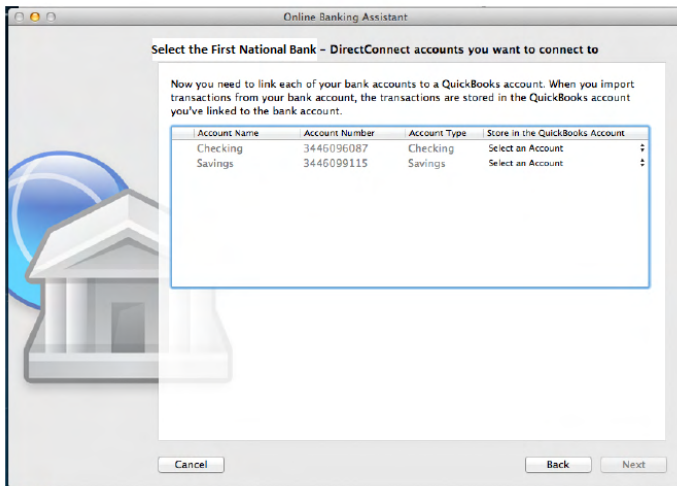 Online Banking Assistant
Select the First National Bank – DirectConnect accounts you want to connect to
Now you need to link each of your bank accounts to a QuickBooks account. When you import
transactions from your bank account, the transactions are stored in the QuickBooks account
you've linked to the bank account.
Account Name Account Number Account Type Store in the QuickBooks Account
Checking 3446096087 Checking Select an Account
Savings 3446099115 Savings Select an Account
Cancel Back Next